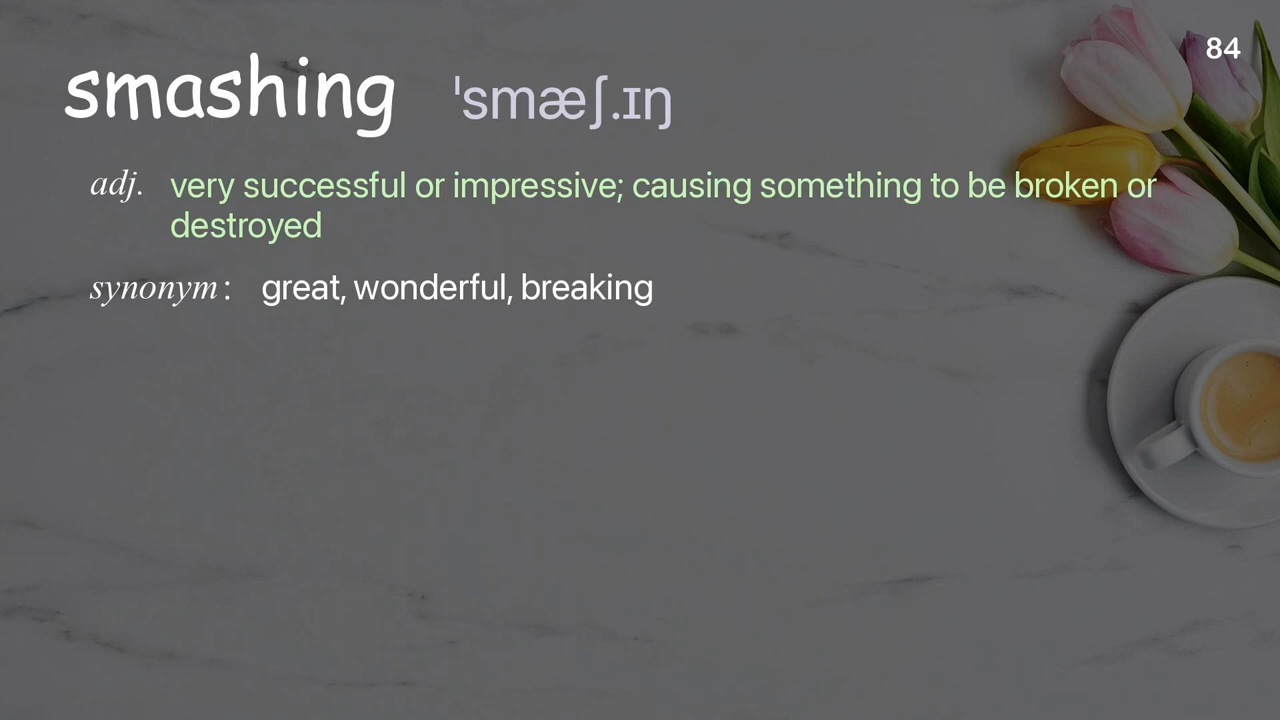 84
smashing ˈsmæʃ.ɪŋ
adj. very successful or impressive; causing something to be broken or
destroyed
synonym: great, wonderful, breaking